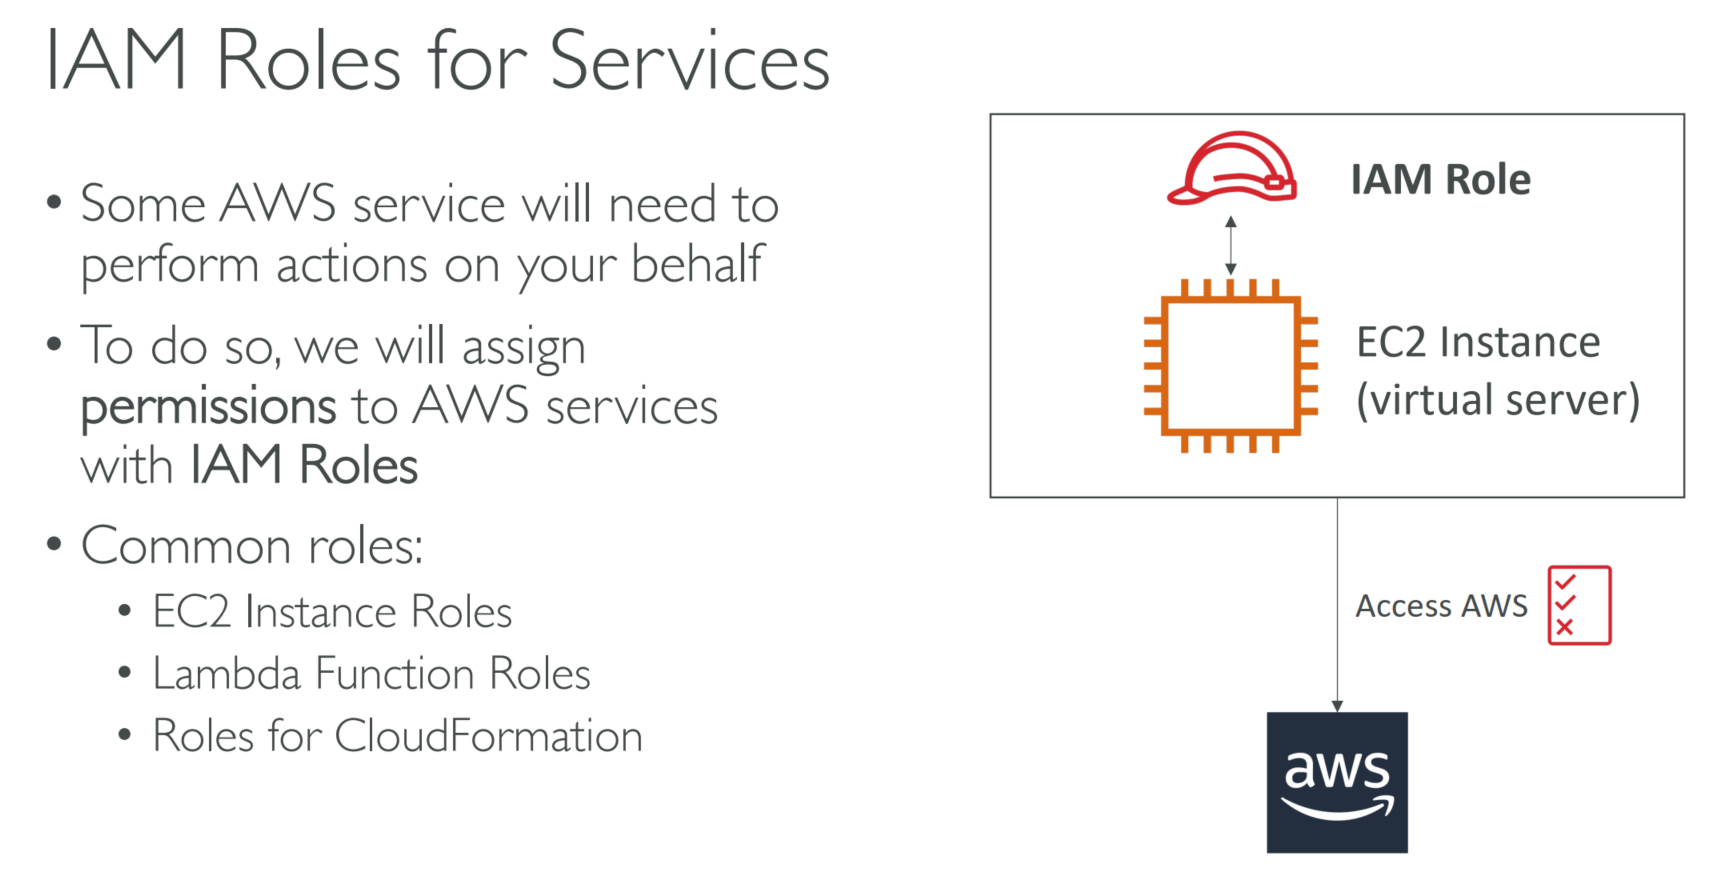 IAM Roles for Services
• Some AWS service will need to
perform actions on your behalf
• To do so, we will assign
permissions to AWS services
with IAM Roles
• Common roles:
• EC2 Instance Roles
• Lambda Function Roles
• Roles for CloudFormation
IAM Role
EC2 Instance
(virtual server)
Access AWS
aws